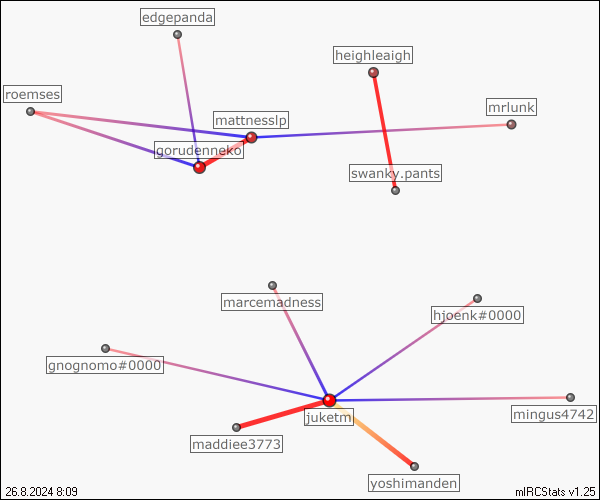 edgepanda
heighleaigh
roemses
mrlunk
mattnesslp
gorudenneko
swanky.pants
marcemadness
hjoenk#0000
gnognomo#0000
juketm
mingus4742
maddiee3773
yoshimanden
26.8.2024 8:09
mIRCStats v1.25